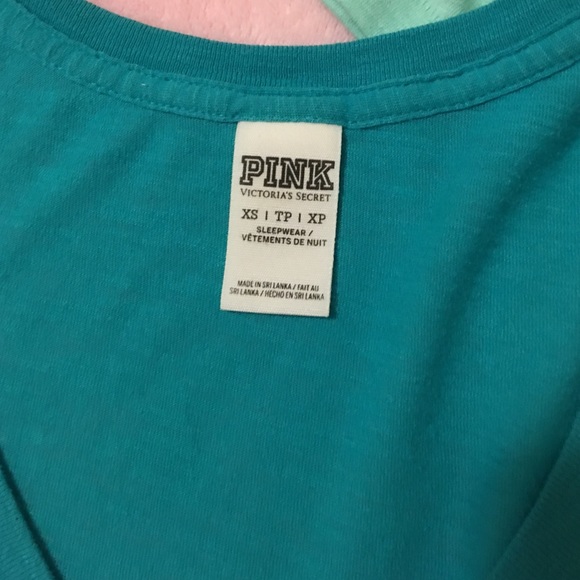 PINK
VICTORIA'S SECRET
XS | TP | XP
SLEEPWEAR /
VÊTEMENTS DE NUIT
MADE IN SRI LANKA / FAIT AU
SRI LANKA / HECHO EN SRI LANKA